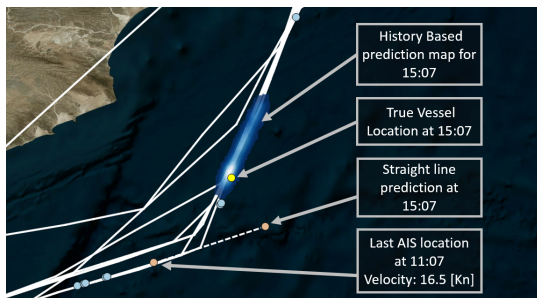 History Based
prediction map for
15:07
True Vessel
Location at 15:07
Straight line
prediction at
15:07
Last AIS location
at 11:07
Velocity: 16.5 [Kn]